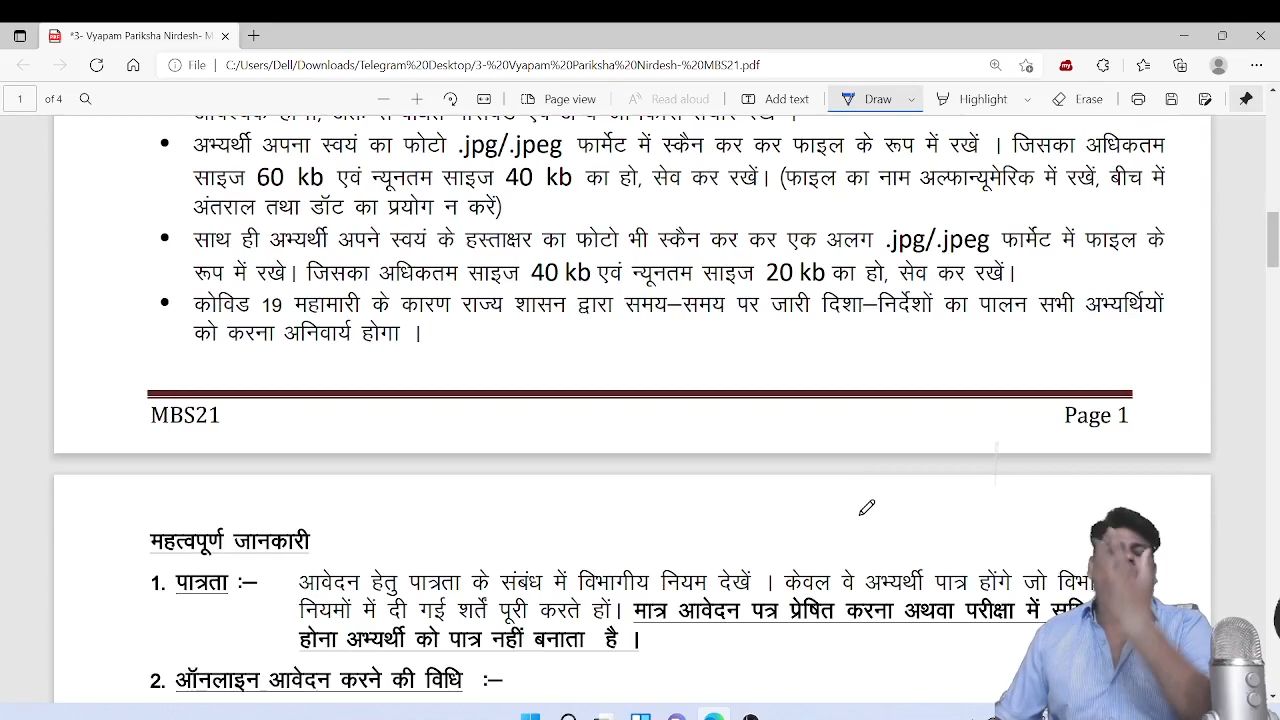 *3- Vyapam Pariksha Nirdesh- M
File
C:/Users/Dell/Downloads/Telegram%20Desktop/3-%20Vyapam%20Pariksha%20Nirdesh-%20MBS21.pdf
1 of 4 Page view Read aloud Add text Draw Highlight Erase
अभ्यर्थी अपना स्वयं का फोटो .jpg/.jpeg फार्मेट में स्कैन कर कर फाइल के रूप में रखें । जिसका अधिकतम
साइज 60 kb एवं न्यूनतम साइज 40 kb का हो, सेव कर रखें। (फाइल का नाम अल्फान्यूमेरिक में रखें, बीच में
अंतराल तथा डॉट का प्रयोग न करें)
साथ ही अभ्यर्थी अपने स्वयं के हस्ताक्षर का फोटो भी स्कैन कर कर एक अलग .jpg/.jpeg फार्मेट में फाइल के
रूप में रखे। जिसका अधिकतम साइज 40 kb एवं न्यूनतम साइज 20 kb का हो, सेव कर रखें।
कोविड 19 महामारी के कारण राज्य शासन द्वारा समय–समय पर जारी दिशा–निर्देशों का पालन सभी अभ्यर्थियों
को करना अनिवार्य होगा ।
MBS21 Page 1
महत्वपूर्ण जानकारी
1. पात्रता :– आवेदन हेतु पात्रता के संबंध में विभागीय नियम देखें । केवल वे अभ्यर्थी पात्र होंगे जो
नियमों में दी गई शर्तें पूरी करते हों। मात्र आवेदन पत्र प्रेषित करना अथवा परीक्षा में
होना अभ्यर्थी को पात्र नहीं बनाता है ।
2. ऑनलाइन आवेदन करने की विधि :–